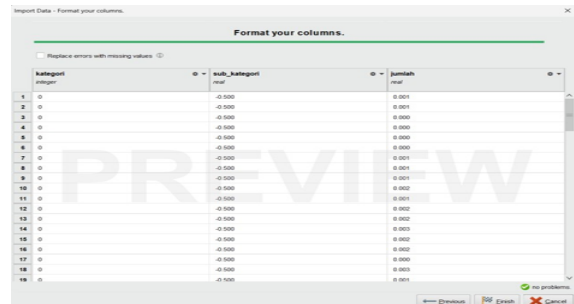 Import Data - Format your columns.
Format your columns.
Replace errors with missing values
kategori sub_kategori jumlah
integer real real
1 0 -0.500 0.001
2 0 -0.500 0.001
3 0 -0.500 0.000
4 0 -0.500 0.000
5 0 -0.500 0.000
6 0 -0.500 0.000
7 0 -0.500 0.001
8 0 -0.500 0.001
9 0 -0.500 0.001
10 0 -0.500 0.002
11 0 -0.500 0.001
12 0 -0.500 0.002
13 0 -0.500 0.002
14 0 -0.500 0.003
15 0 -0.500 0.002
16 0 -0.500 0.002
17 0 -0.500 0.000
18 0 -0.500 0.003
19 0 -0.500 0.001
PREVIEW
no problems.
Previous Finish Cancel